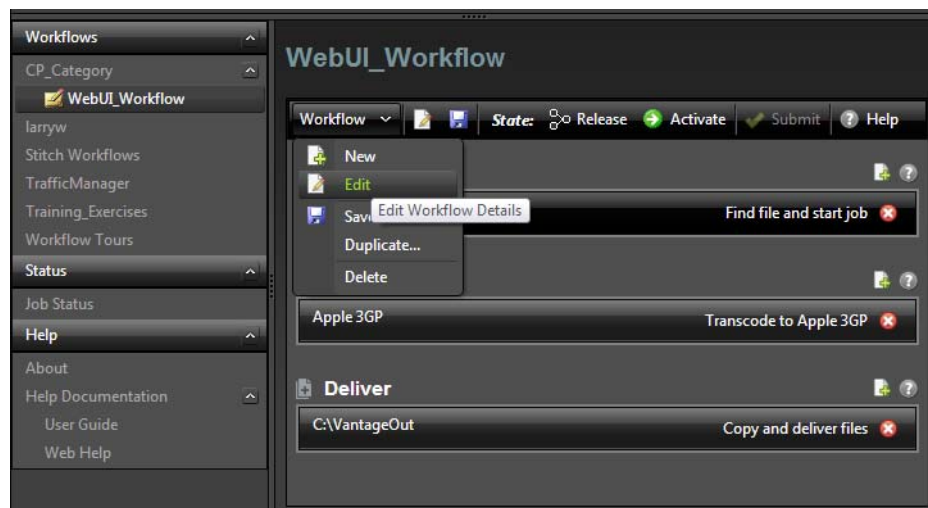 Workflows
CP_Category
WebUI_Workflow
larryw
Stitch Workflows
TrafficManager
Training_Exercises
Workflow Tours
Status
Job Status
Help
About
Help Documentation
User Guide
Web Help
WebUI_Workflow
Workflow State: Release Activate Submit Help
New
Edit
Edit Workflow Details
Sav
Duplicate...
Delete
Find file and start job
Apple 3GP Transcode to Apple 3GP
Deliver
C:\VantageOut Copy and deliver files